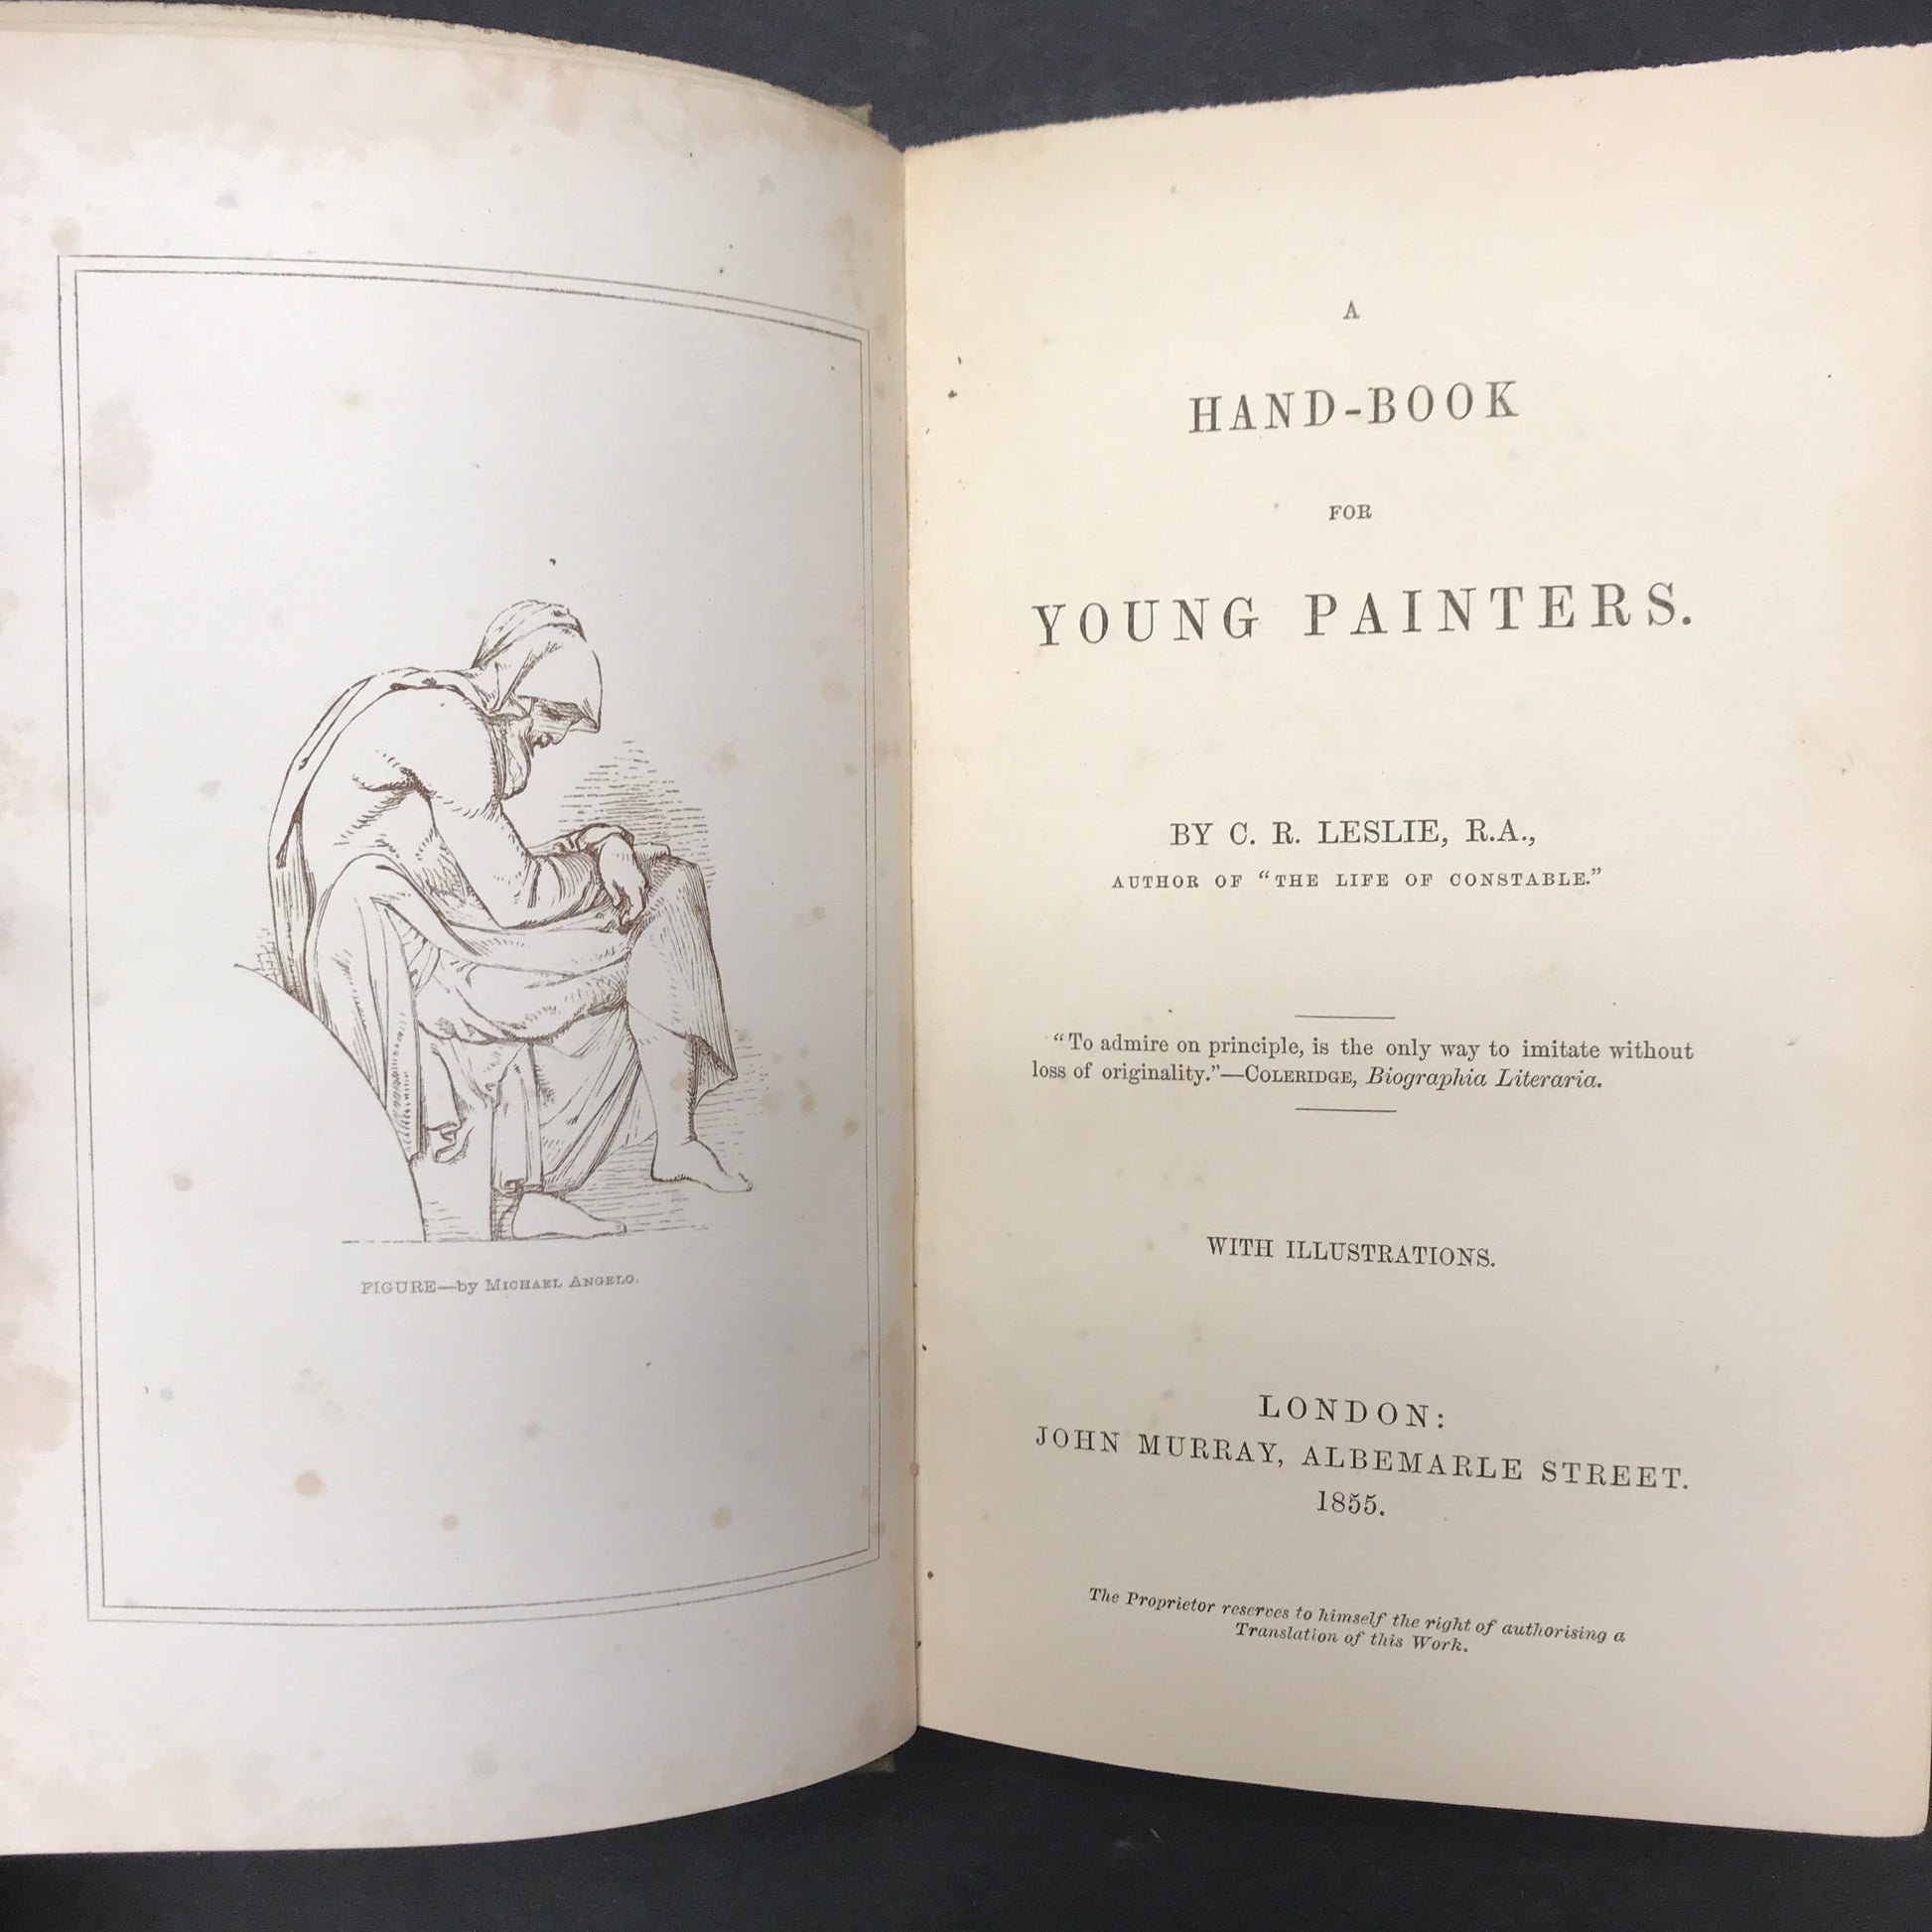 FIGURE—by MICHAEL ANGELO.
A
HAND-BOOK
FOR
YOUNG PAINTERS.
BY C. R. LESLIE, R.A.,
AUTHOR OF "THE LIFE OF CONSTABLE."
"To admire on principle, is the only way to imitate without
loss of originality."—COLERIDGE, Biographia Literaria.
WITH ILLUSTRATIONS.
LONDON:
JOHN MURRAY, ALBEMARLE STREET.
1855.
The Proprietor reserves to himself the right of authorising a
Translation of this Work.